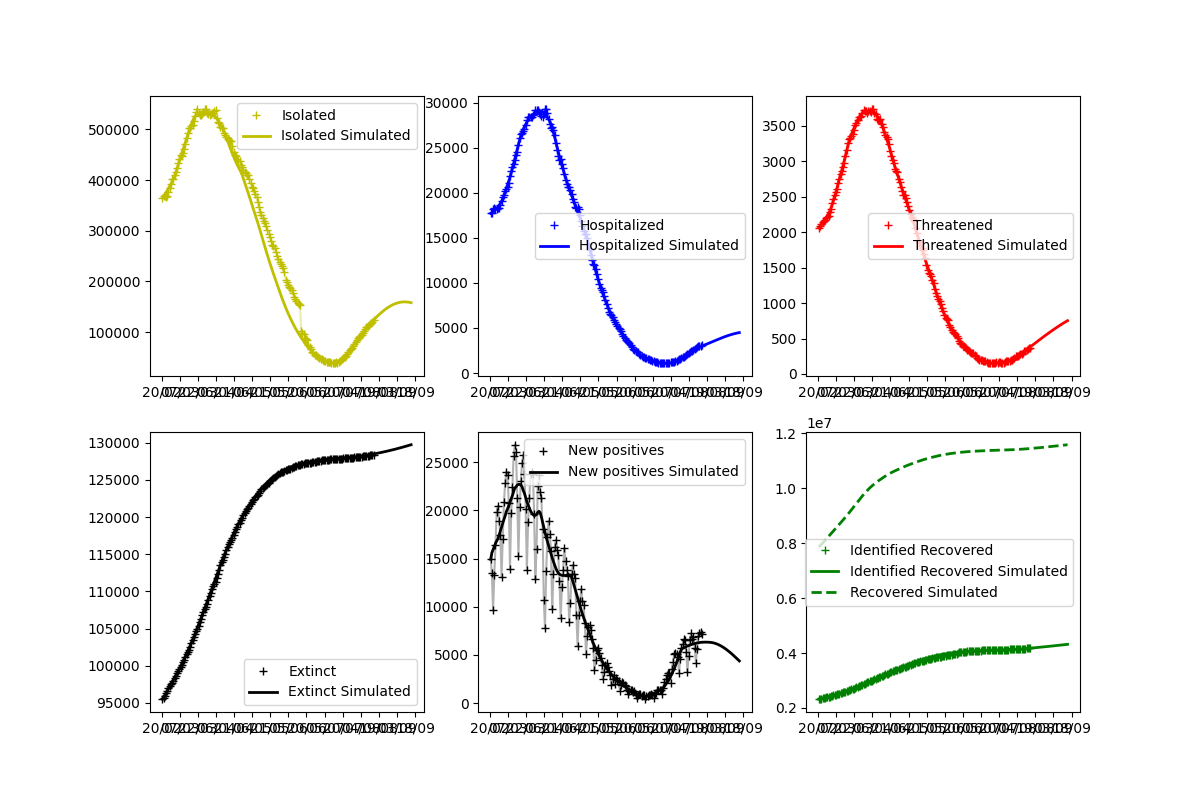 Isolated
Isolated Simulated
500000
400000
300000
200000
100000
Hospitalized
Hospitalized Simulated
30000
25000
20000
15000
10000
5000
0
Threatened
Threatened Simulated
3500
3000
2500
2000
1500
1000
500
0
Extinct
Extinct Simulated
130000
125000
120000
115000
110000
105000
100000
95000
New positives
New positives Simulated
25000
20000
15000
10000
5000
0
1e7
1.2
1.0
0.8
0.6
0.4
0.2
Identified Recovered
Identified Recovered Simulated
Recovered Simulated